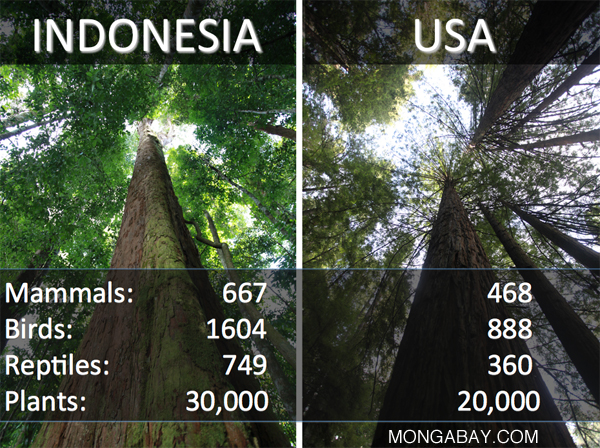 INDONESIA USA
Mammals: 667 468
Birds: 1604 888
Reptiles: 749 360
Plants: 30,000 20,000
MONGABAY.COM